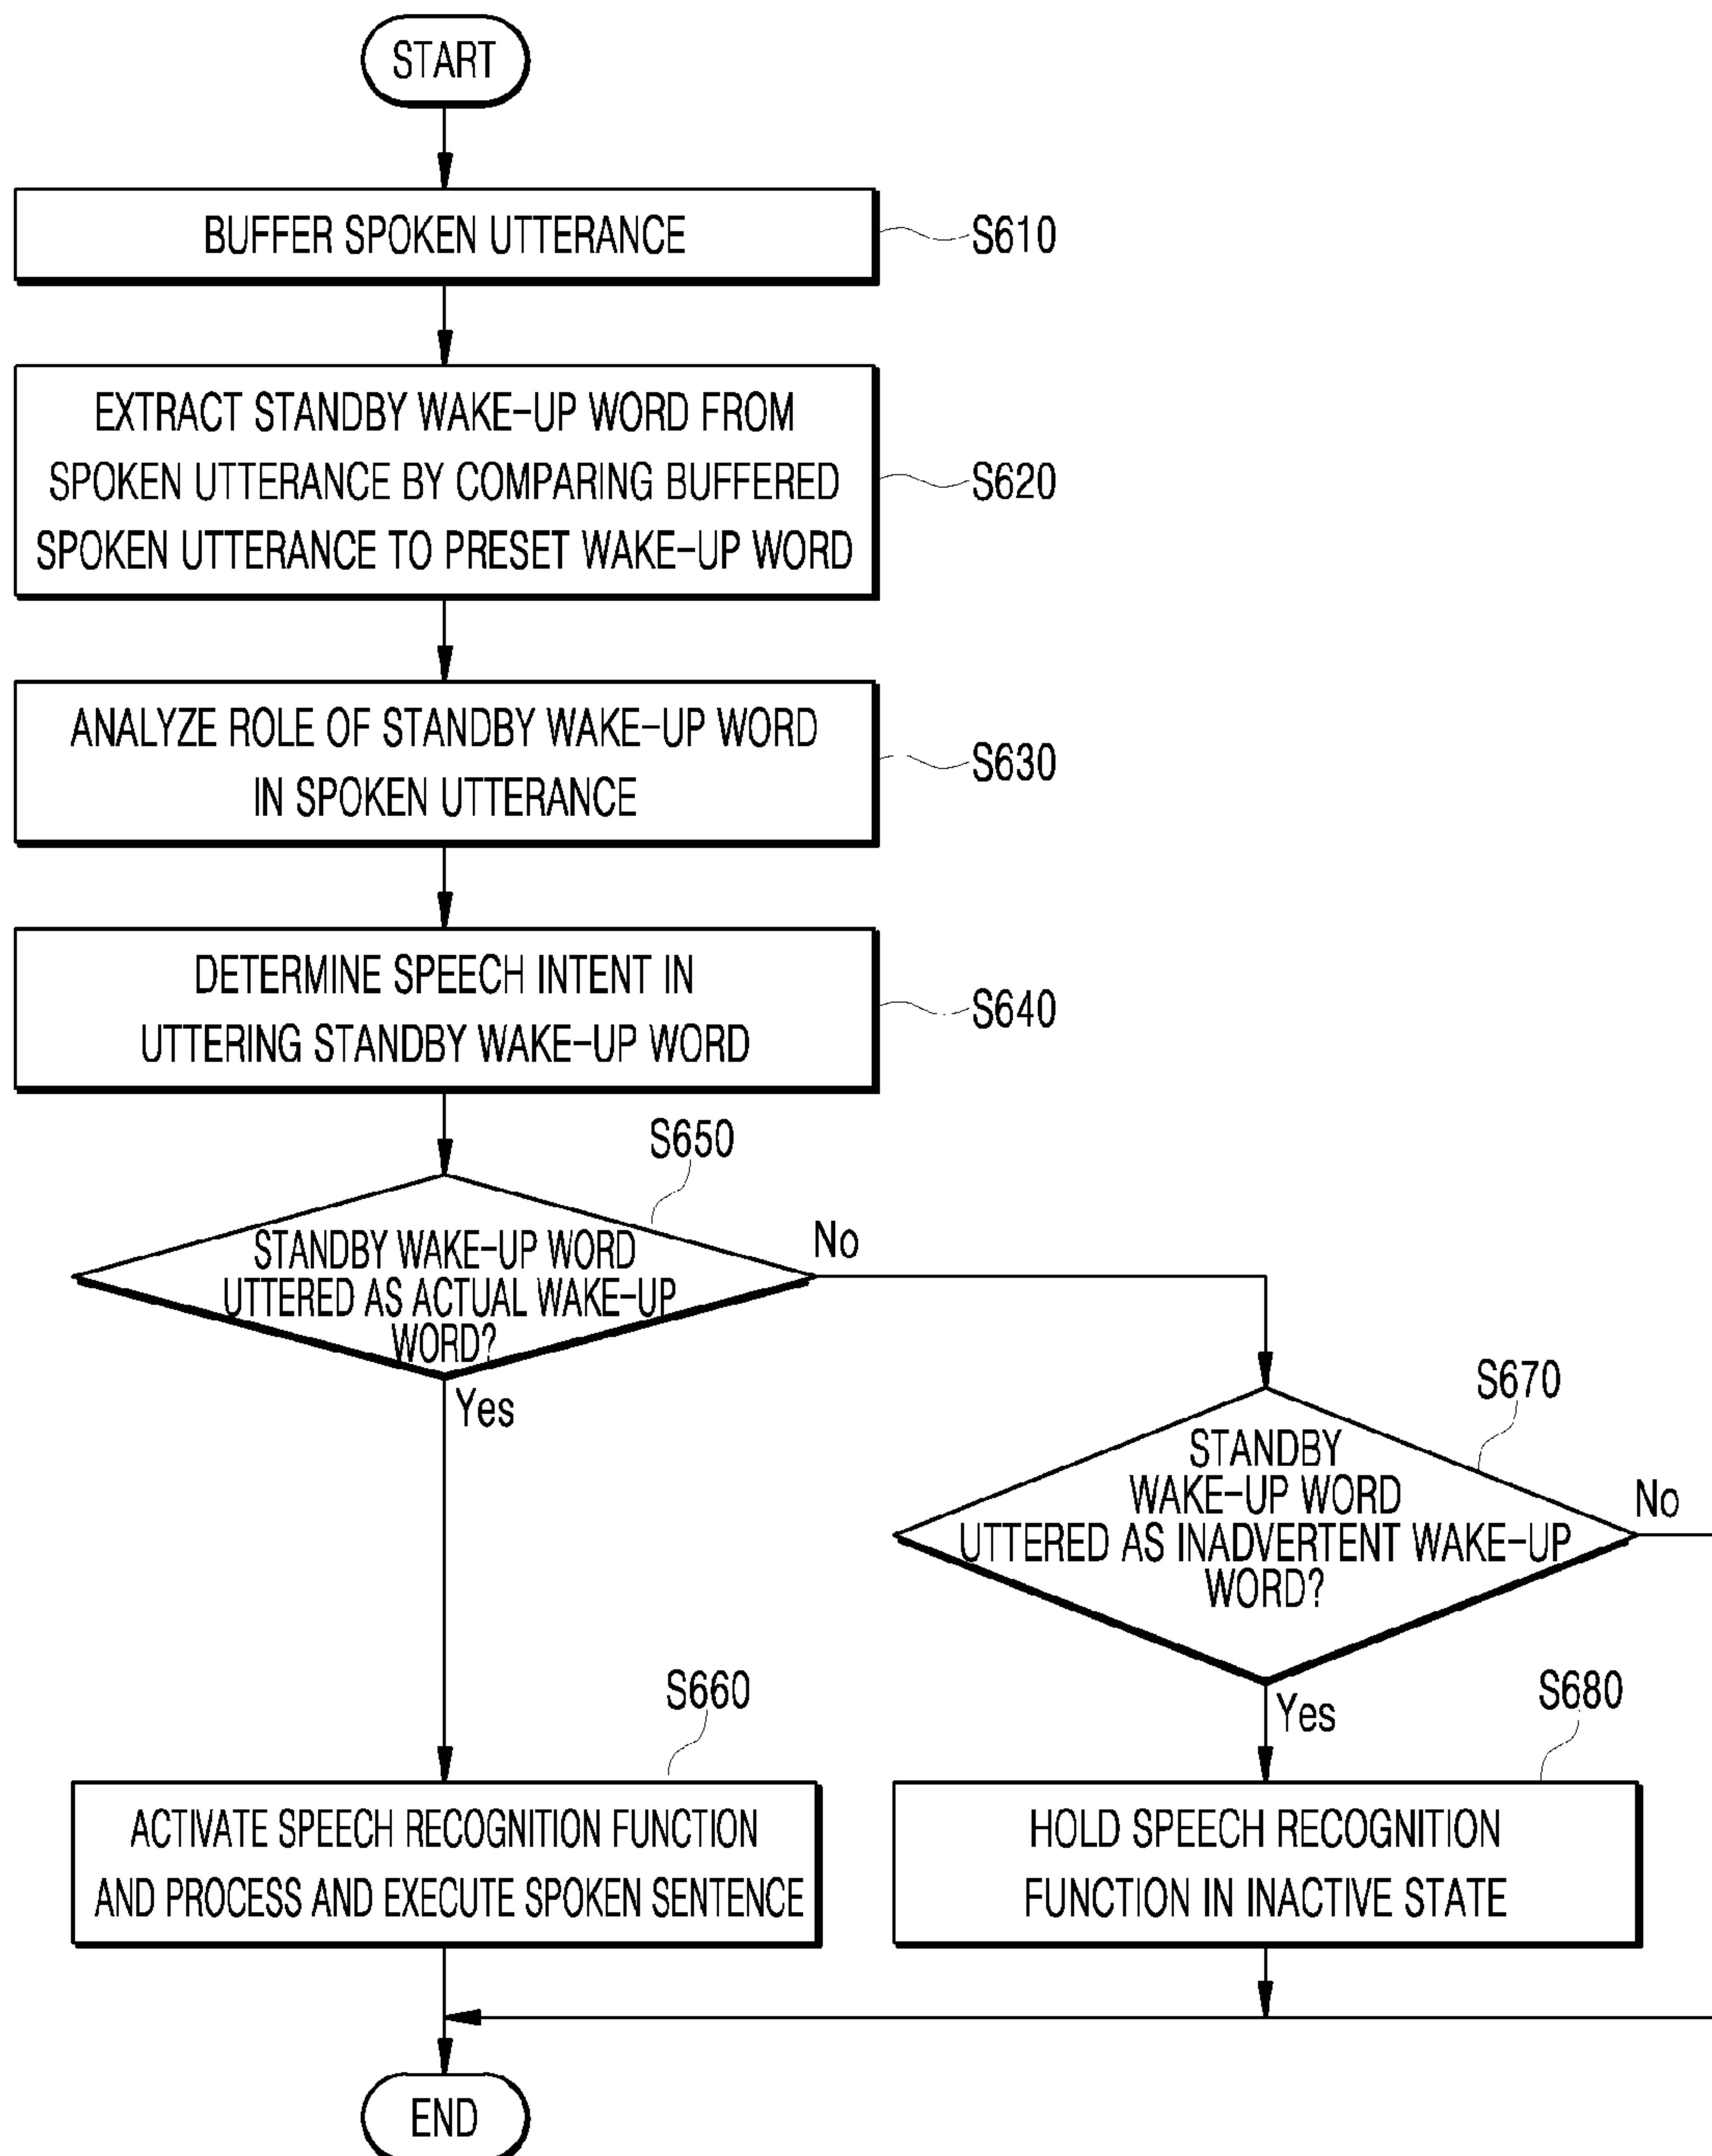 START
BUFFER SPOKEN UTTERANCE
S610
EXTRACT STANDBY WAKE-UP WORD FROM
SPOKEN UTTERANCE BY COMPARING BUFFERED
SPOKEN UTTERANCE TO PRESET WAKE-UP WORD
S620
ANALYZE ROLE OF STANDBY WAKE-UP WORD
IN SPOKEN UTTERANCE
S630
DETERMINE SPEECH INTENT IN
UTTERING STANDBY WAKE-UP WORD
S640
S650
STANDBY WAKE-UP WORD
UTTERED AS ACTUAL WAKE-UP
WORD?
No
Yes
S670
STANDBY
WAKE-UP WORD
UTTERED AS INADVERTENT WAKE-UP
WORD?
No
Yes
S660
ACTIVATE SPEECH RECOGNITION FUNCTION
AND PROCESS AND EXECUTE SPOKEN SENTENCE
S680
HOLD SPEECH RECOGNITION
FUNCTION IN INACTIVE STATE
END